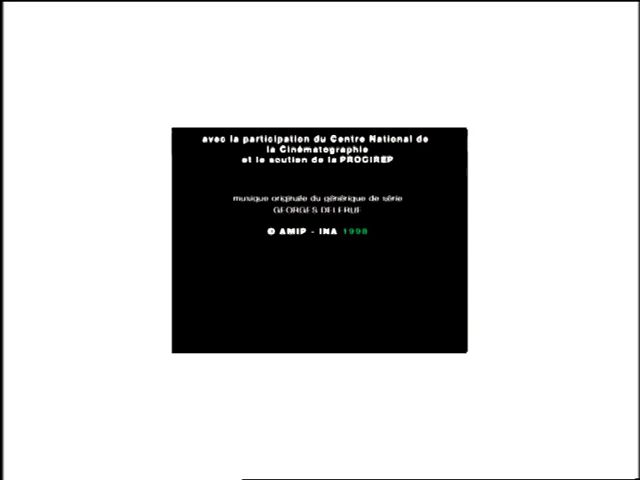 avec la participation du Centre National de
la Cinématographie
et le soutien de la PROCIREP
musique originale du générique de série
GEORGES DELERUE
© AMIP - INA 1998